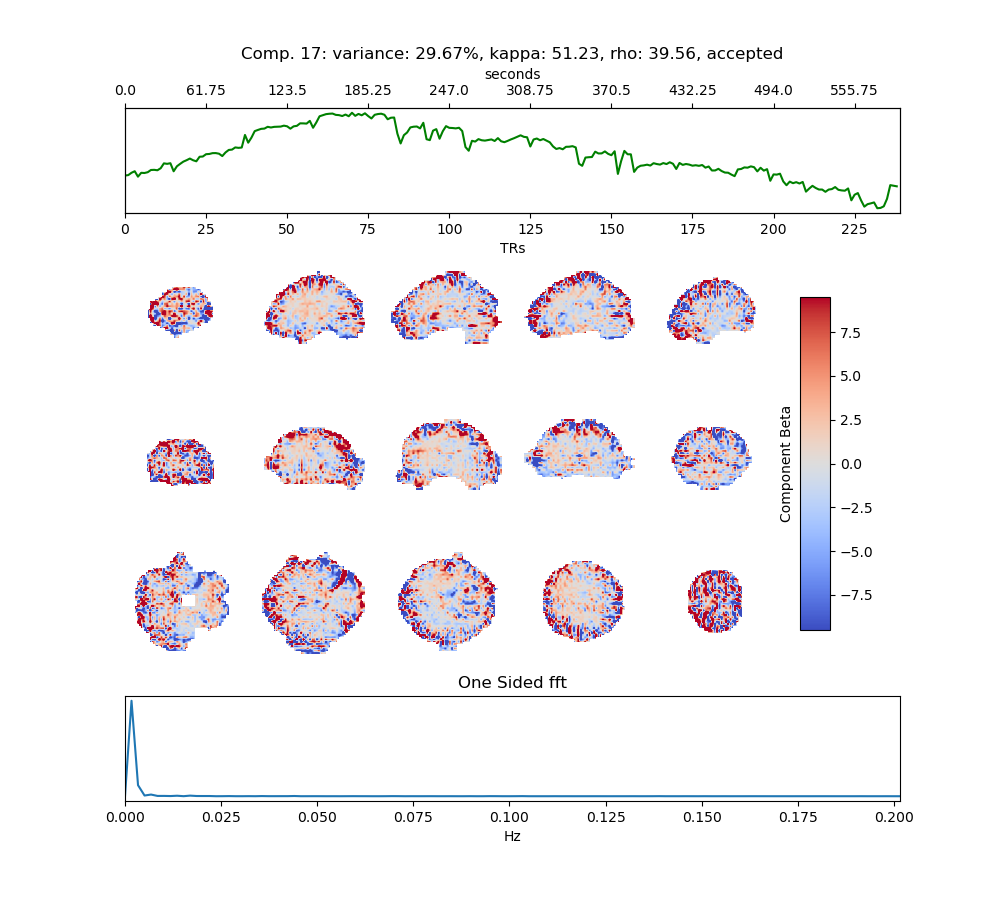 Comp. 17: variance: 29.67%, kappa: 51.23, rho: 39.56, accepted
seconds
0.0 61.75 123.5 185.25 247.0 308.75 370.5 432.25 494.0 555.75
0 25 50 75 100 125 150 175 200 225
TRs
7.5
5.0
2.5
0.0
−2.5
−5.0
−7.5
Component Beta
One Sided fft
0.000 0.025 0.050 0.075 0.100 0.125 0.150 0.175 0.200
Hz